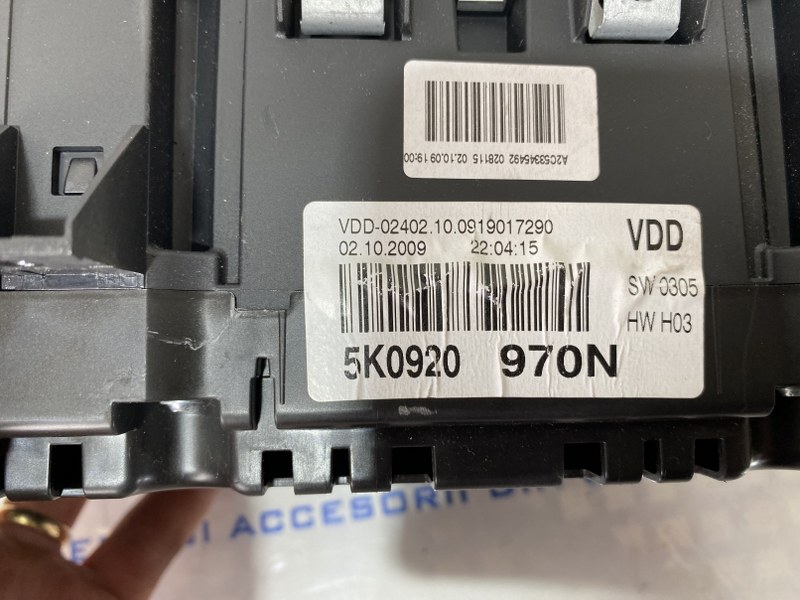 A2C53345492 028115 02.10.09 19:00
VDD-02402.10.0919017290
02.10.2009 22:04:15
VDD
SW 0305
HW H03
5K0920 970N
ACCESORII